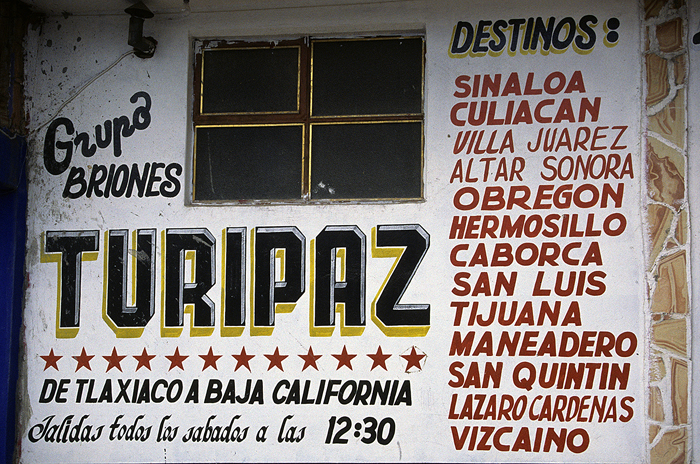 Grupo
BRIONES
TURIPAZ
DE TLAXIACO A BAJA CALIFORNIA
Salidas todos los sabados a las 12:30
DESTINOS:
SINALOA
CULIACAN
VILLA JUAREZ
ALTAR SONORA
OBREGON
HERMOSILLO
CABORCA
SAN LUIS
TIJUANA
MANEADERO
SAN QUINTIN
LAZARO CARDENAS
VIZCAINO